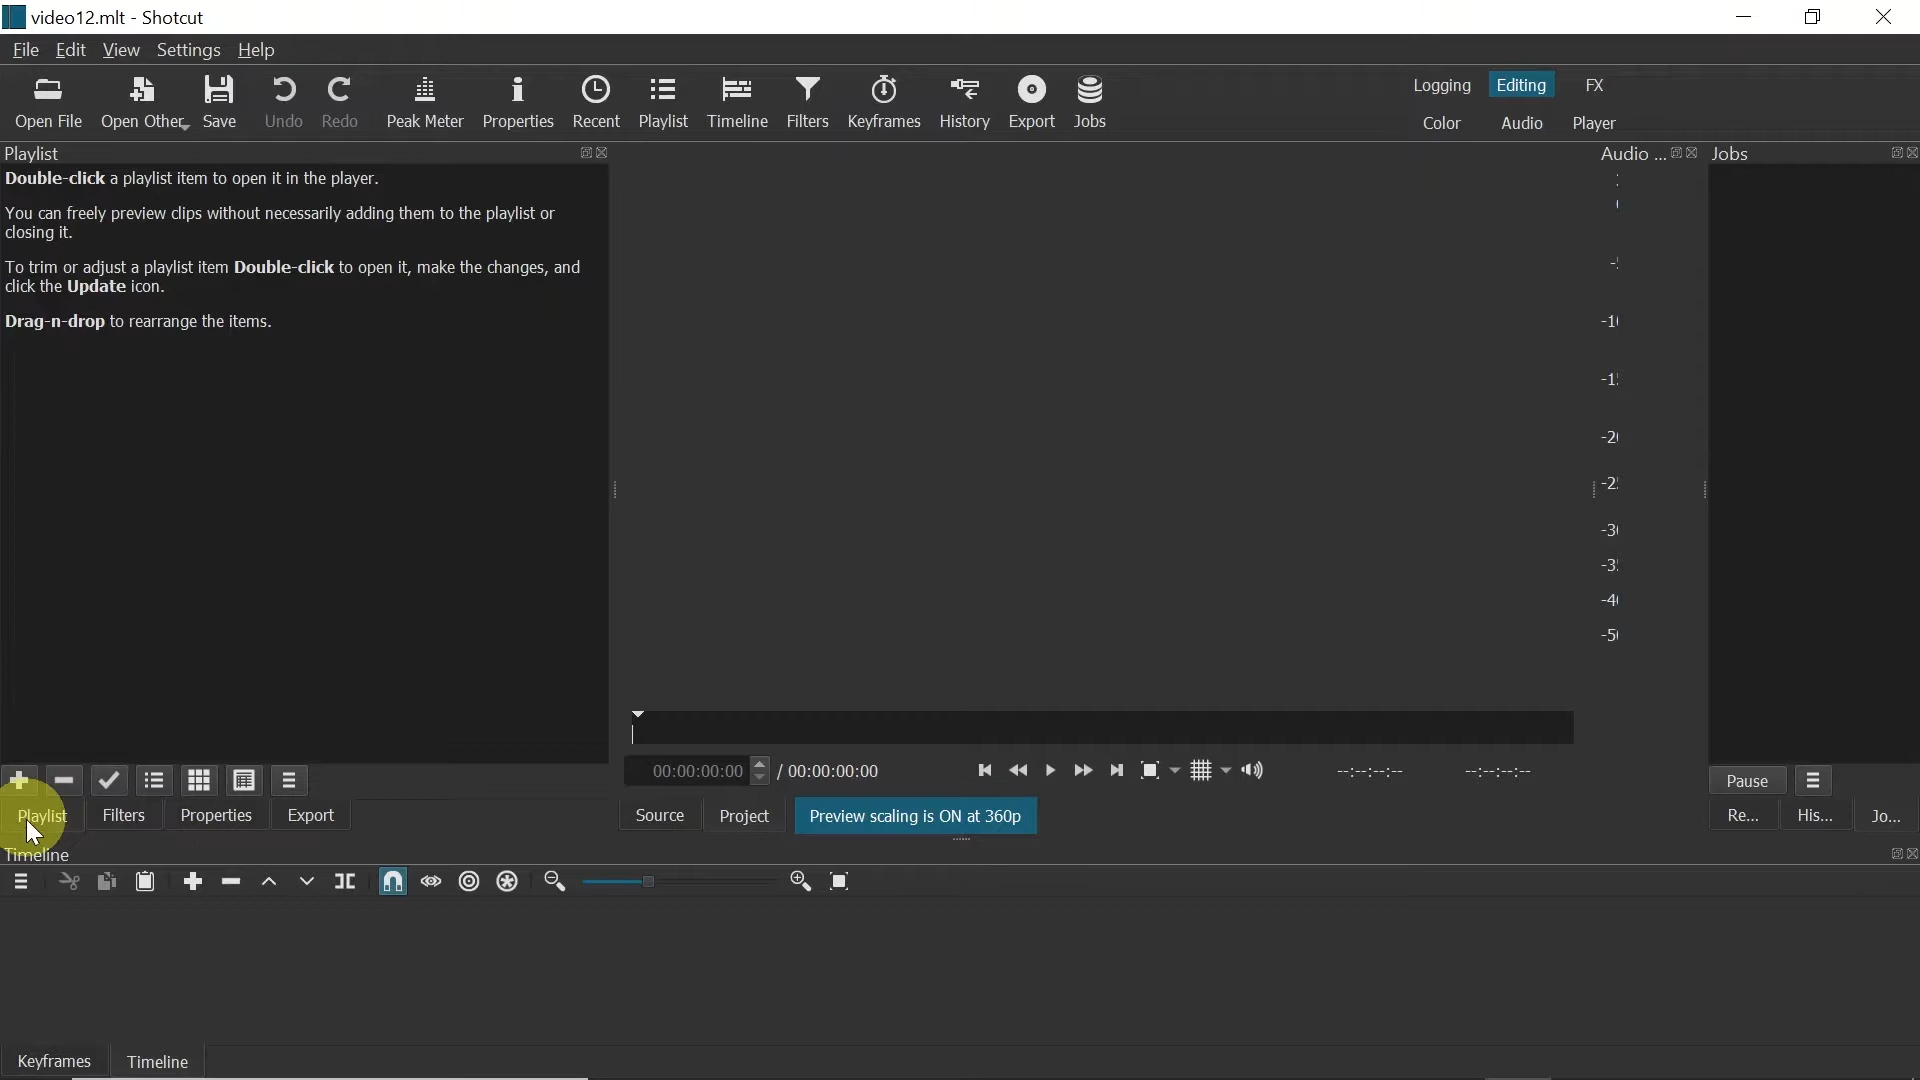 video12.mlt - Shotcut
File Edit View Settings Help
Open File Open Other Save Undo Redo Peak Meter Properties Recent Playlist Timeline Filters Keyframes History Export Jobs
Logging Editing FX
Color Audio Player
Playlist
Double-click a playlist item to open it in the player.
You can freely preview clips without necessarily adding them to the playlist or
closing it.
To trim or adjust a playlist item Double-click to open it, make the changes, and
click the Update icon.
Drag-n-drop to rearrange the items.
Playlist Filters Properties Export
00:00:00:00 / 00:00:00:00
--:--:--:-- --:--:--:--
Source Project Preview scaling is ON at 360p
Audio ...
Jobs
Pause
Re... His... Jo...
Timeline
Keyframes Timeline